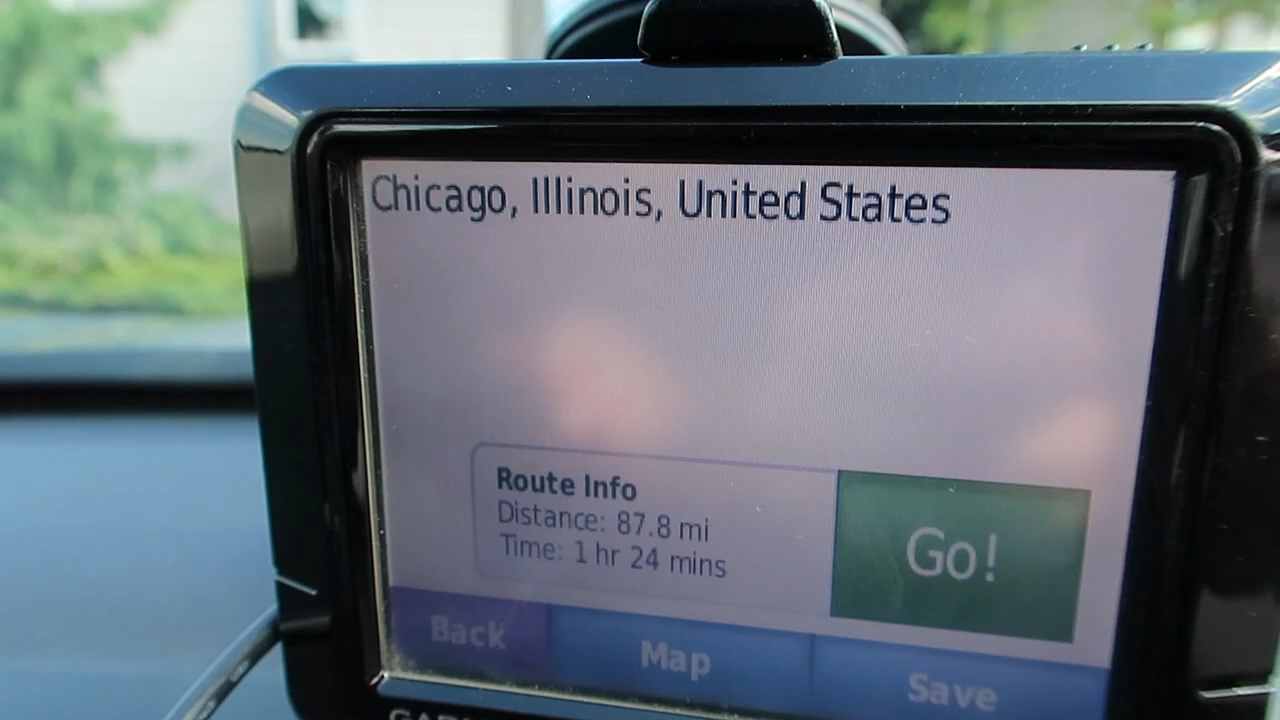 Chicago, Illinois, United States
Route Info
Distance: 87.8 mi
Time: 1 hr 24 mins
Go!
Back
Map
Save